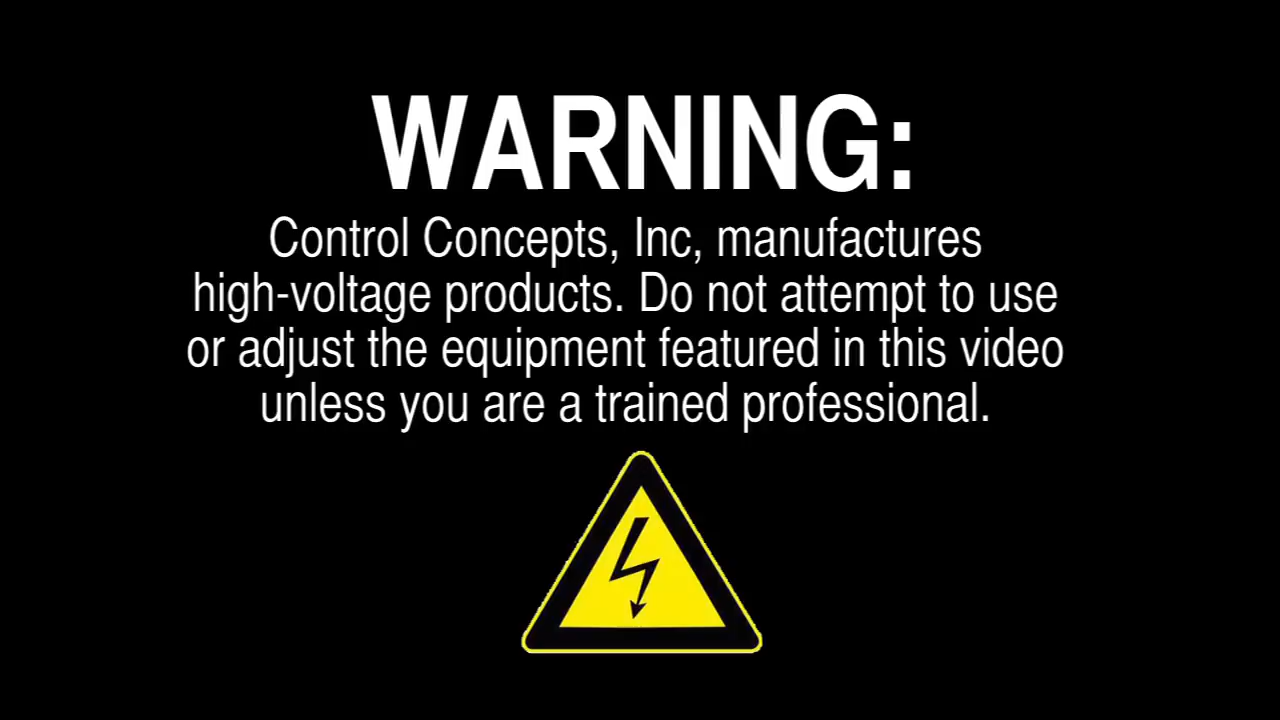 WARNING:
Control Concepts, Inc, manufactures
high-voltage products. Do not attempt to use
or adjust the equipment featured in this video
unless you are a trained professional.